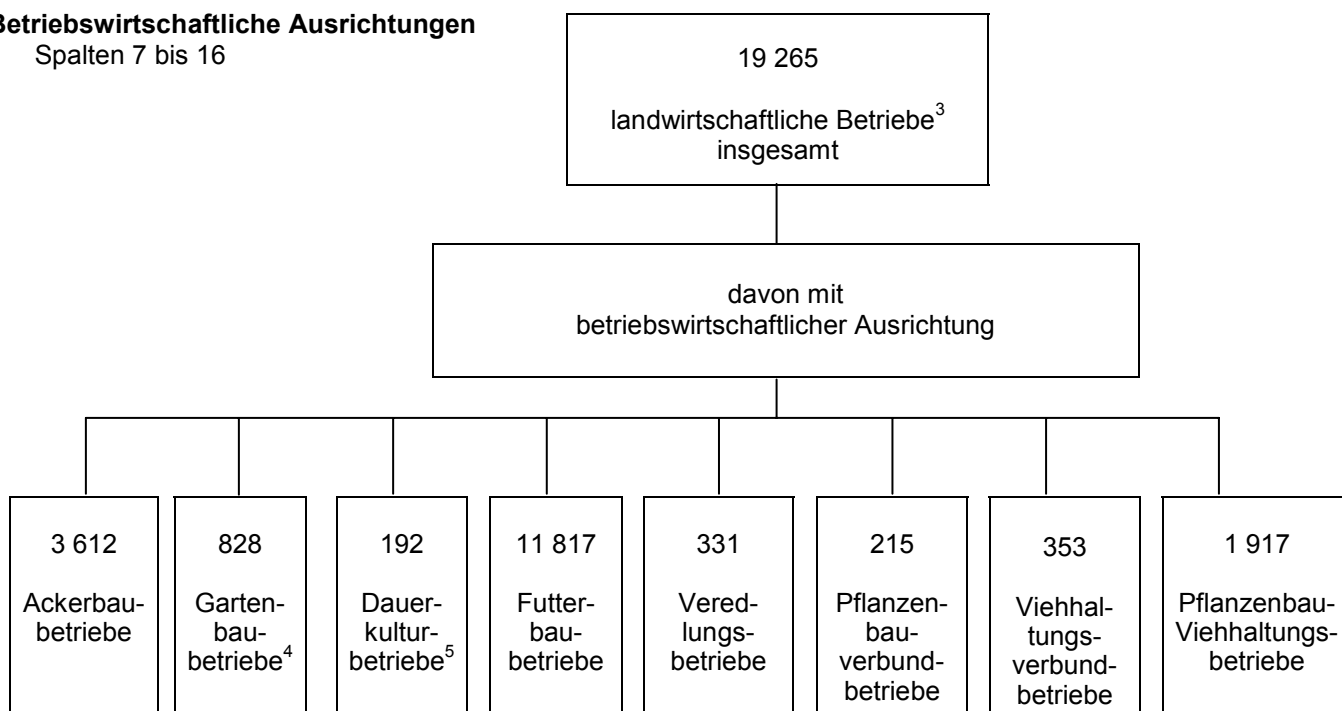 Betriebswirtschaftliche Ausrichtungen
Spalten 7 bis 16
19 265
landwirtschaftliche Betriebe³
insgesamt
davon mit
betriebswirtschaftlicher Ausrichtung
3 612
Ackerbau-
betriebe
828
Garten-
bau-
betriebe⁴
192
Dauer-
kultur-
betriebe⁵
11 817
Futter-
bau-
betriebe
331
Vered-
lungs-
betriebe
215
Pflanzen-
bau-
verbund-
betriebe
353
Viehhal-
tungs-
verbund-
betriebe
1 917
Pflanzenbau-
Viehhaltungs-
betriebe